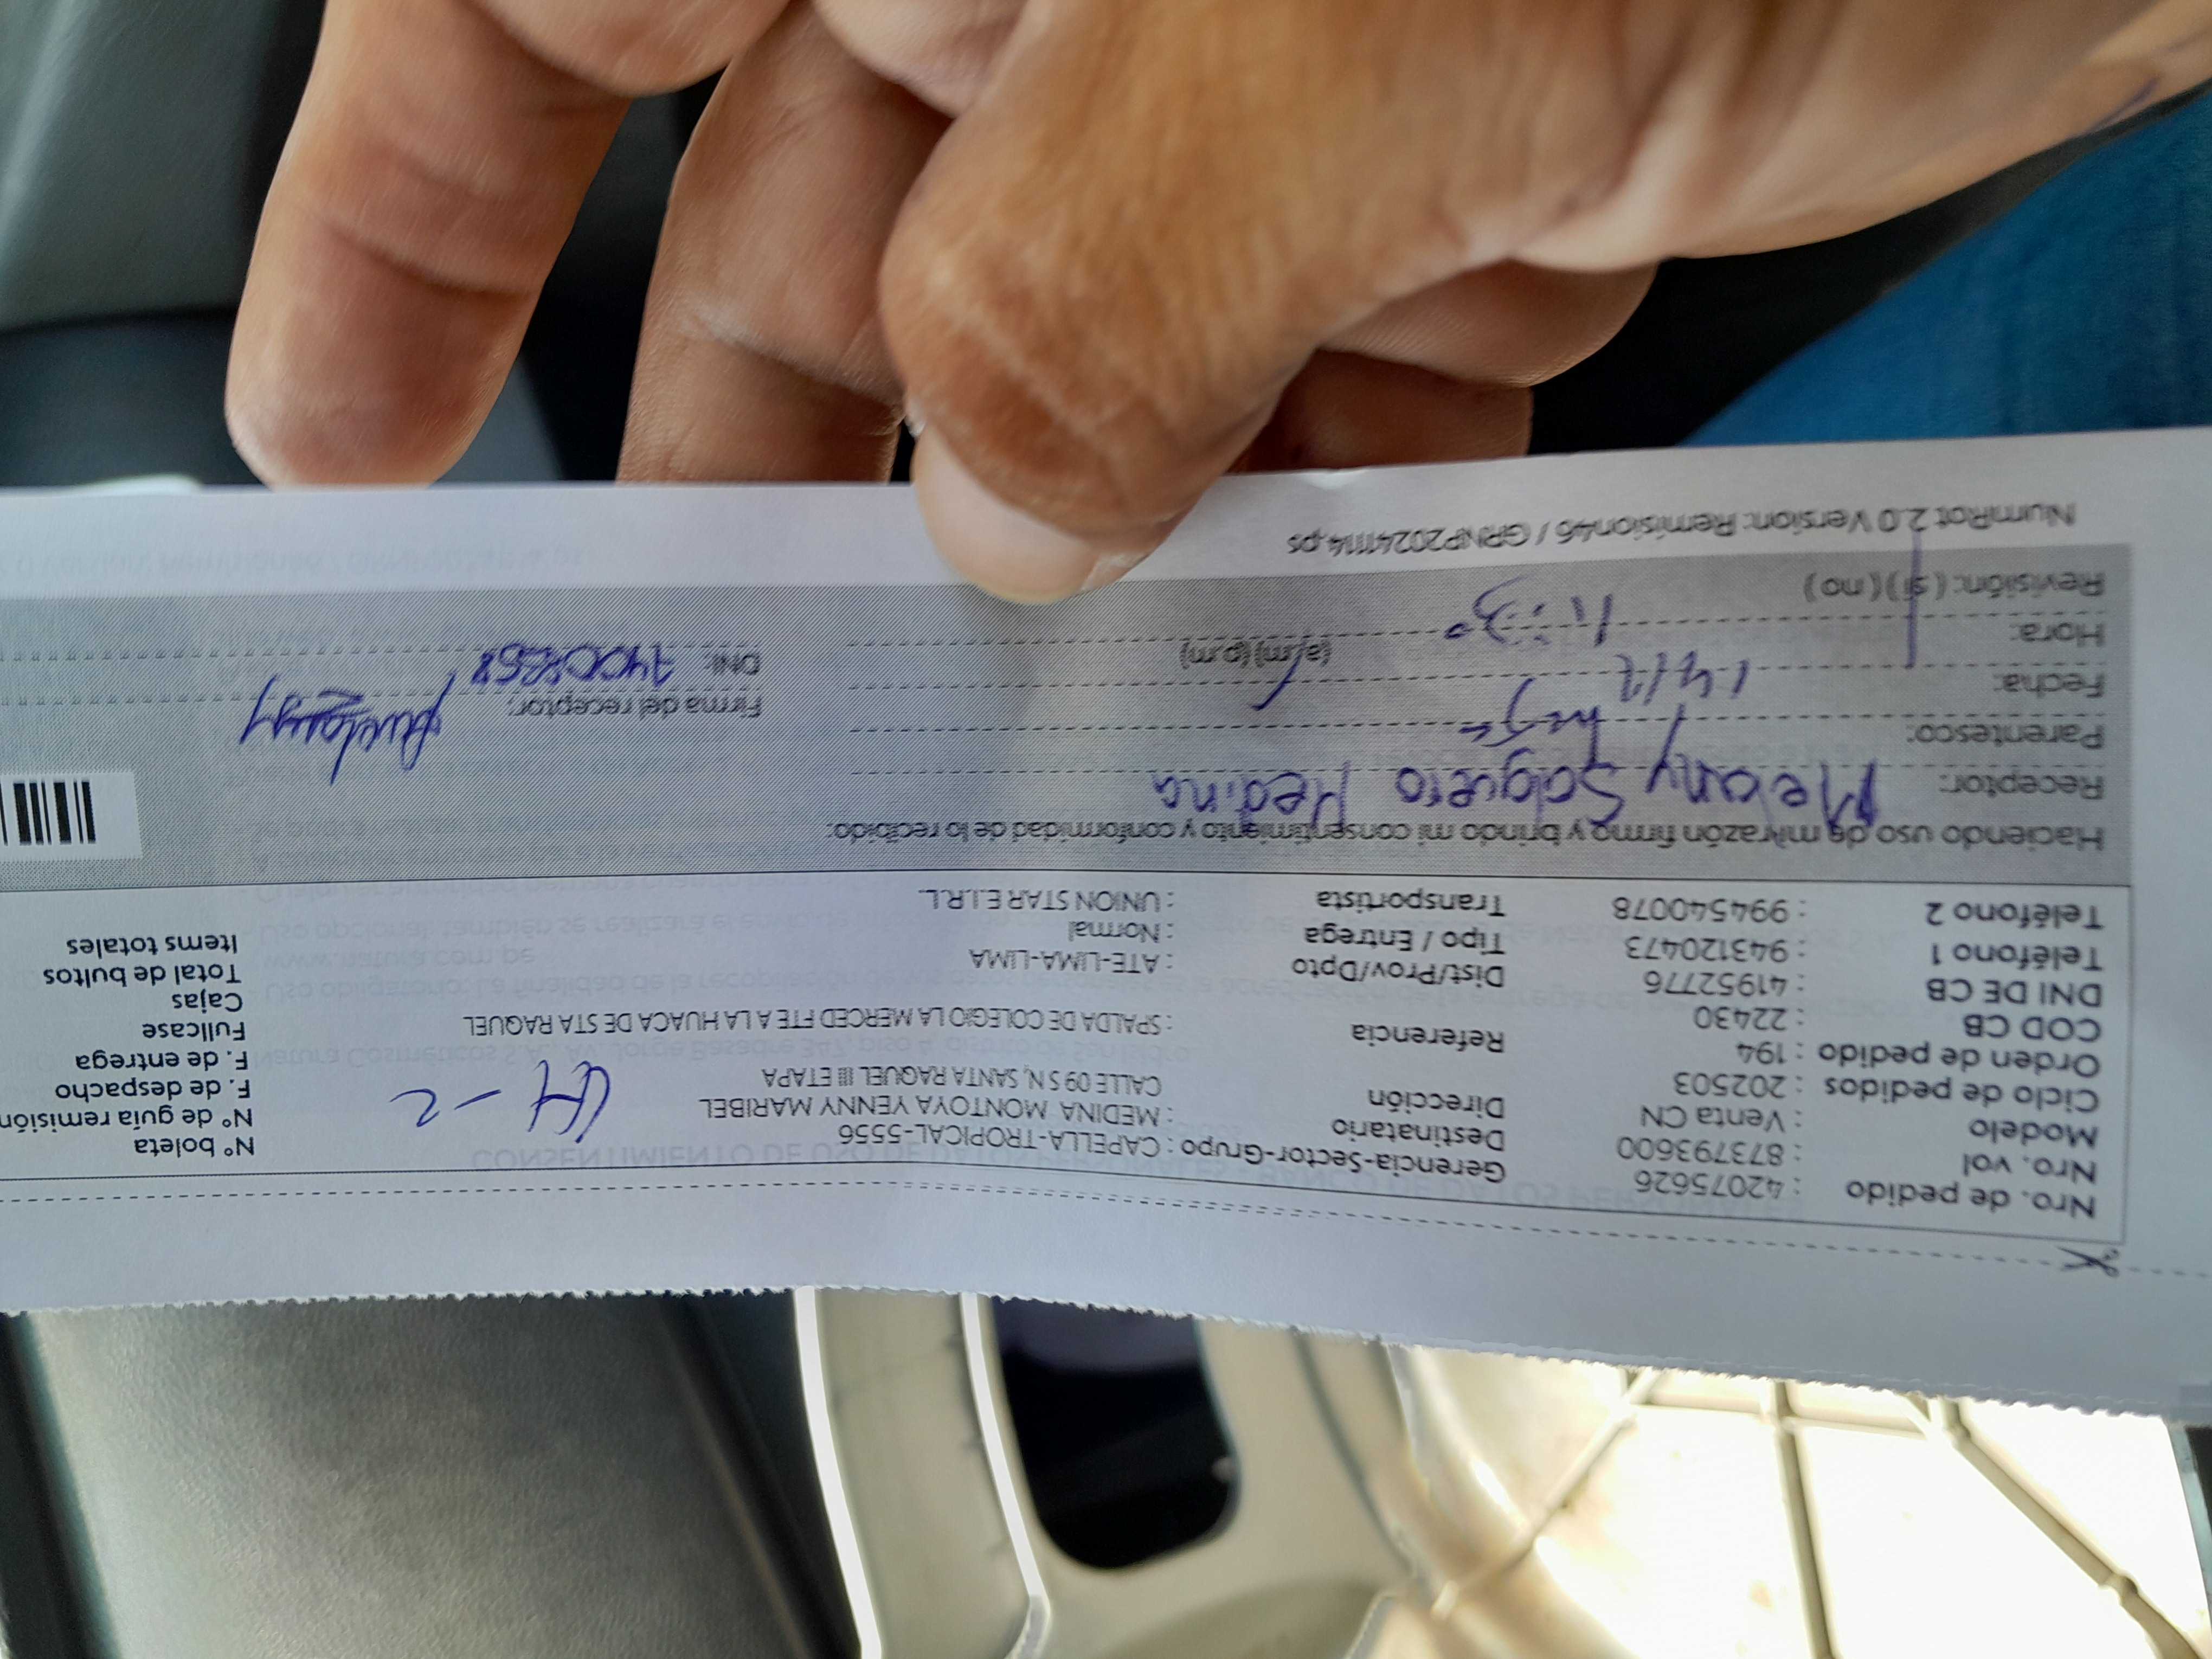 Nro. de pedido : 42075626 Gerencia-Sector-Grupo : CAPELLA-TROPICAL-5556 N° boleta
Nro. vol : 873793600 Destinatario : MEDINA MONTOYA YENNY MARIBEL N° de guía remisión
Modelo : Venta CN Dirección CALLE 09 S N, SANTA RAQUEL III ETAPA F. de despacho
Ciclo de pedidos : 202503 F. de entrega
Orden de pedido : 194 Referencia : SPALDA DE COLEGIO LA MERCED FTE A LA HUACA DE STA RAQUEL Fullcase
COD CB : 22430 Cajas
DNI DE CB : 41952776 Dist/Prov/Dpto : ATE-LIMA-LIMA Total de bultos
Teléfono 1 : 943120473 Tipo / Entrega : Normal Items totales
Teléfono 2 : 994540078 Transportista : UNION STAR E.I.R.L.
Haciendo uso de mi razón firmo y brindo mi consentimiento y conformidad de lo recibido:
Receptor: Melany Salguero Medina
Parentesco:
Firma del receptor:
Fecha: 14/12
DNI:
Hora: 11:30 (a.m) (p.m)
Revisión: ( si ) ( no )
NumRot 2.0 Version: Remision46 / GRNP20241114.ps